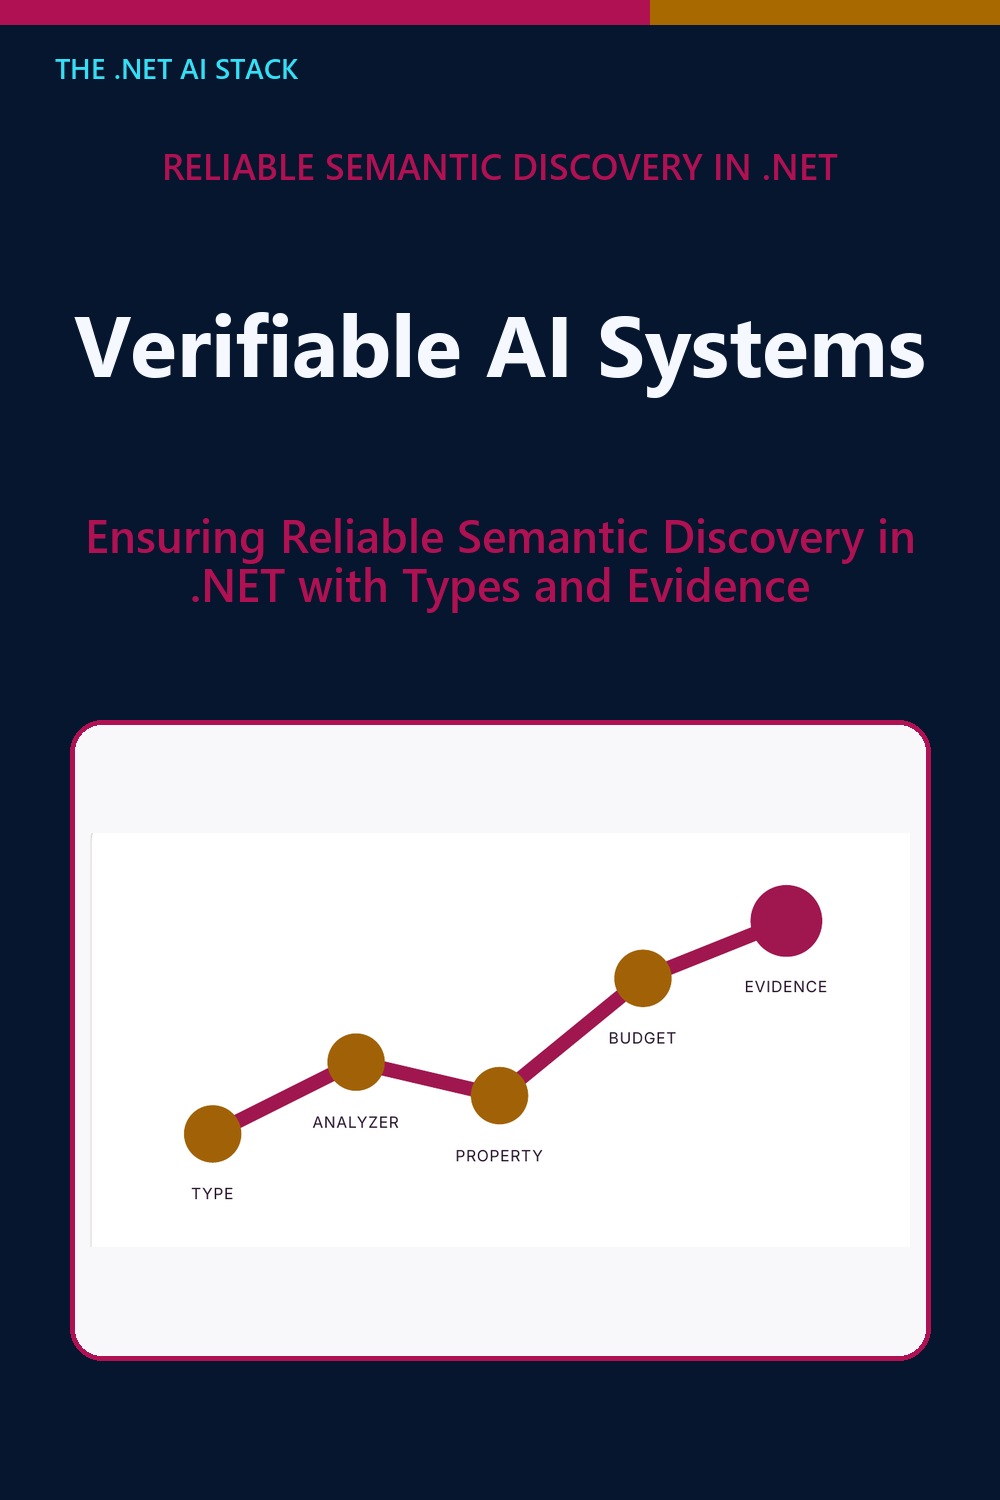 THE .NET AI STACK
RELIABLE SEMANTIC DISCOVERY IN .NET
Verifiable AI Systems
Ensuring Reliable Semantic Discovery in
.NET with Types and Evidence
EVIDENCE
BUDGET
ANALYZER
PROPERTY
TYPE